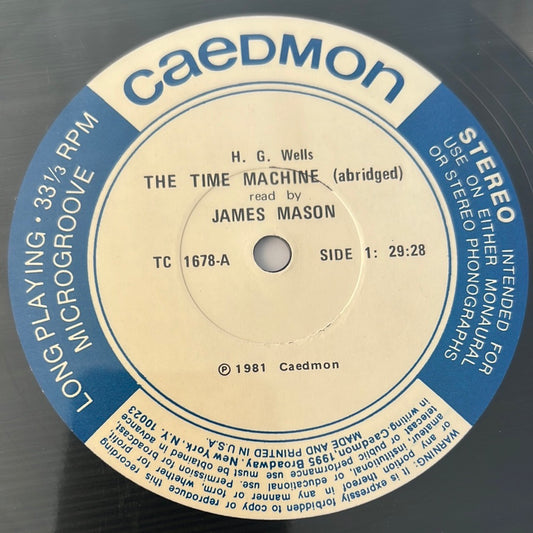 CAEDMON
H. G. Wells
THE TIME MACHINE (abridged)
read by
JAMES MASON
TC 1678-A SIDE 1: 29:28
℗ 1981 Caedmon
LONG PLAYING · 33 1/3 RPM
MICROGROOVE
STEREO INTENDED FOR
USE ON EITHER MONAURAL
OR STEREO PHONOGRAPHS
WARNING: It is expressly forbidden to copy or reproduce this recording
or any portion thereof in any manner or form, whether for profit,
amateur, institutional, or educational use. Permission for broadcast,
telecast or public performance use must be obtained in advance,
in writing, Caedmon, 1995 Broadway, New York, N.Y. 10023
MADE AND PRINTED IN U.S.A.